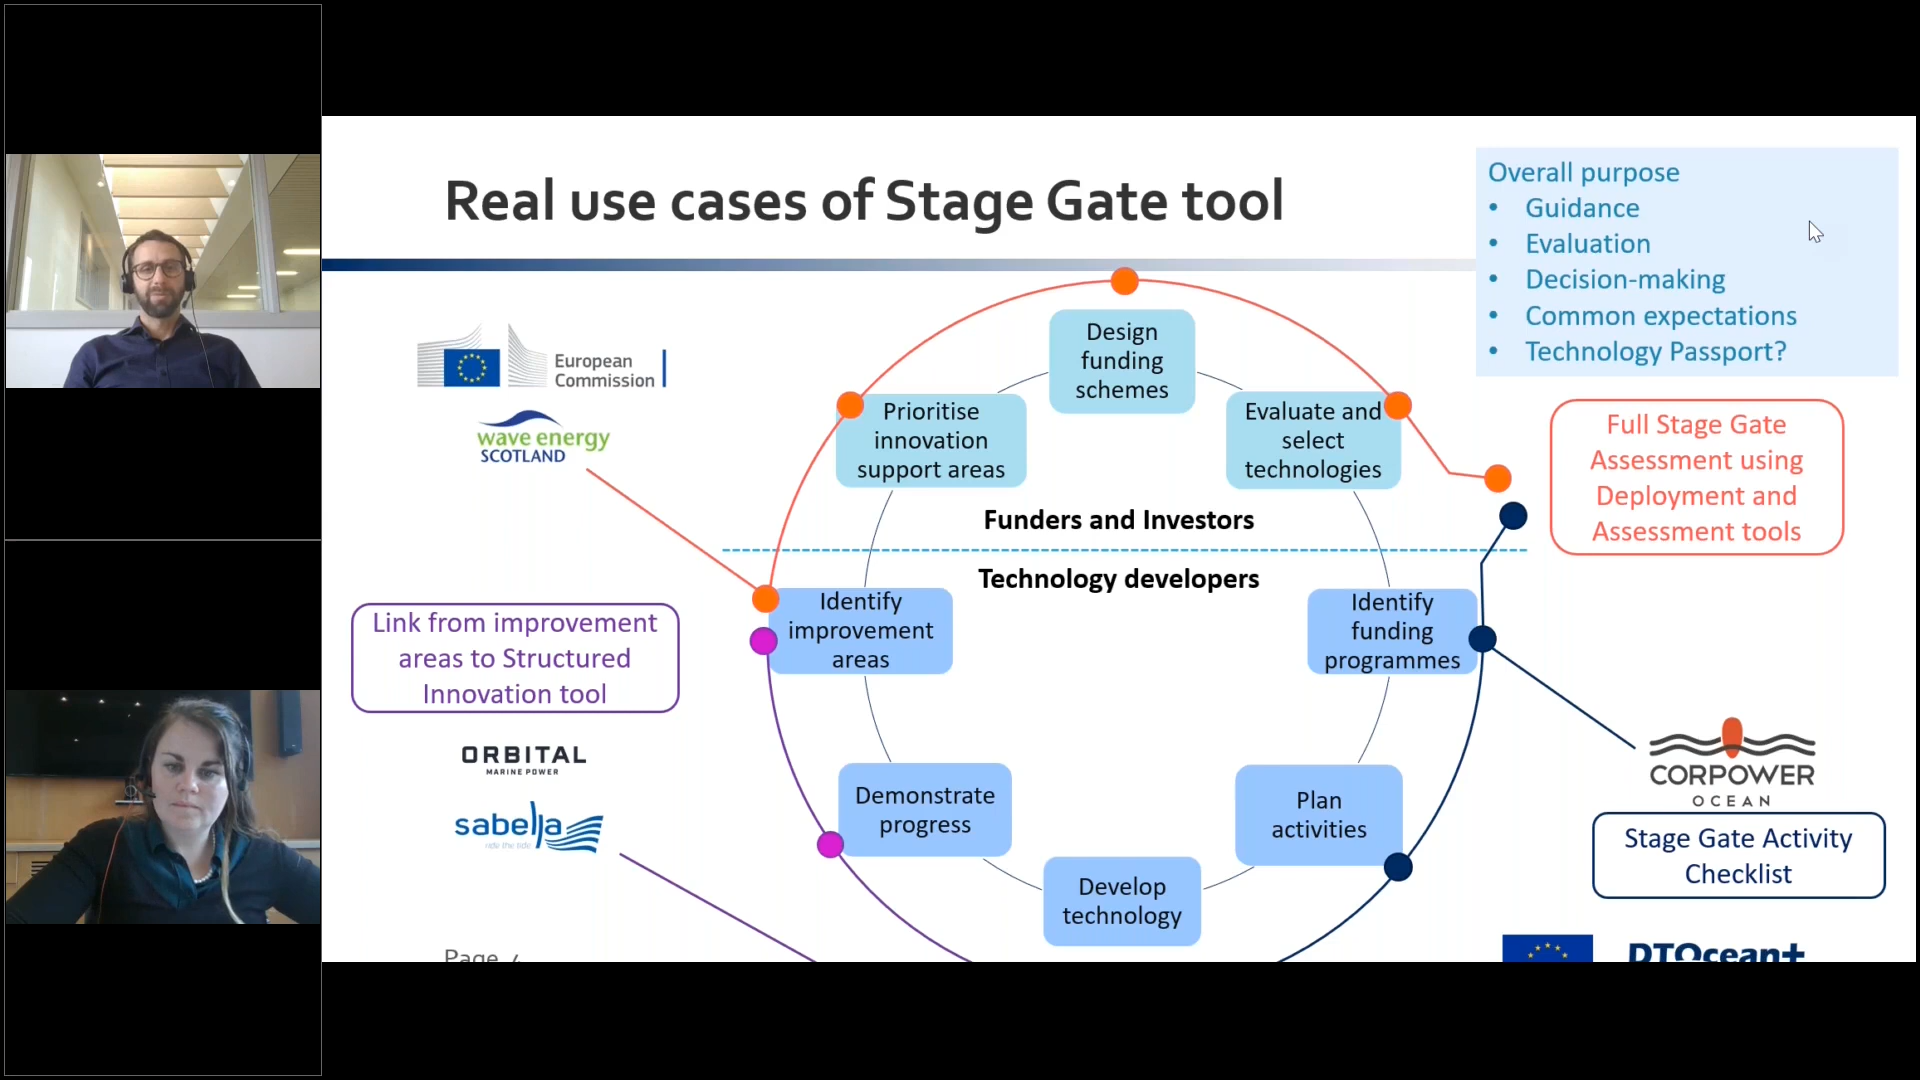 Real use cases of Stage Gate tool
Overall purpose
• Guidance
• Evaluation
• Decision-making
• Common expectations
• Technology Passport?
European
Commission
wave energy
SCOTLAND
Design
funding
schemes
Prioritise
innovation
support areas
Evaluate and
select
technologies
Full Stage Gate
Assessment using
Deployment and
Assessment tools
Funders and Investors
Technology developers
Identify
improvement
areas
Identify
funding
programmes
Link from improvement
areas to Structured
Innovation tool
ORBITAL
MARINE POWER
sabella
ride the tide
Demonstrate
progress
Plan
activities
Develop
technology
CORPOWER
OCEAN
Stage Gate Activity
Checklist
Page
DTOcean+